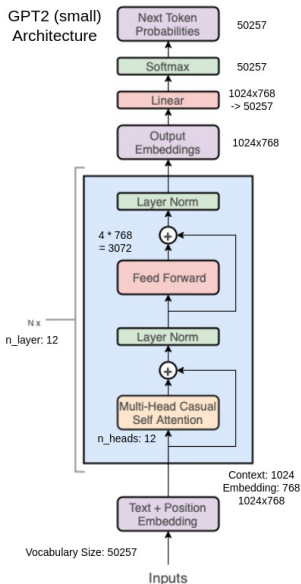 GPT2 (small)
Architecture
Next Token
Probabilities
50257
Softmax
50257
Linear
1024x768
-> 50257
Output
Embeddings
1024x768
Layer Norm
4 * 768
= 3072
Feed Forward
N x
n_layer: 12
Layer Norm
Multi-Head Casual
Self Attention
n_heads: 12
Context: 1024
Embedding: 768
1024x768
Text + Position
Embedding
Vocabulary Size: 50257
Inputs